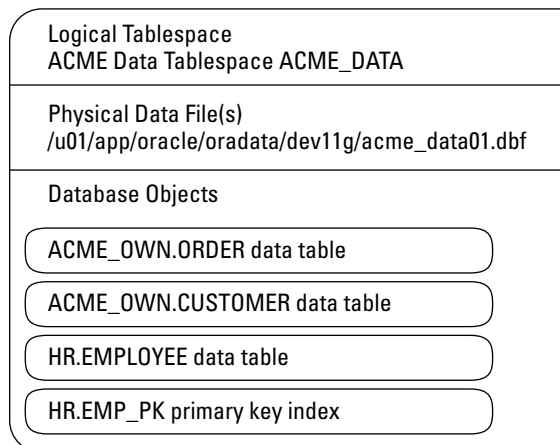 Logical Tablespace
ACME Data Tablespace ACME_DATA
Physical Data File(s)
/u01/app/oracle/oradata/dev11g/acme_data01.dbf
Database Objects
ACME_OWN.ORDER data table
ACME_OWN.CUSTOMER data table
HR.EMPLOYEE data table
HR.EMP_PK primary key index